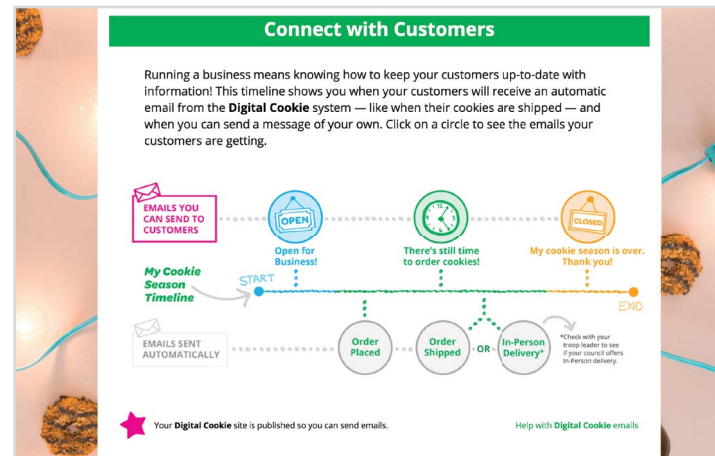 Connect with Customers
Running a business means knowing how to keep your customers up-to-date with
information! This timeline shows you when your customers will receive an automatic
email from the Digital Cookie system — like when their cookies are shipped — and
when you can send a message of your own. Click on a circle to see the emails your
customers are getting.
EMAILS YOU
CAN SEND TO
CUSTOMERS
OPEN
Open for
Business!
12
There's still time
to order cookies!
CLOSED
My cookie season is over.
Thank you!
My Cookie
Season
Timeline
START
END
EMAILS SENT
AUTOMATICALLY
Order
Placed
Order
Shipped
OR
In-Person
Delivery*
*Check with your
troop leader to see
if your council offers
In-Person delivery.
Your Digital Cookie site is published so you can send emails.
Help with Digital Cookie emails